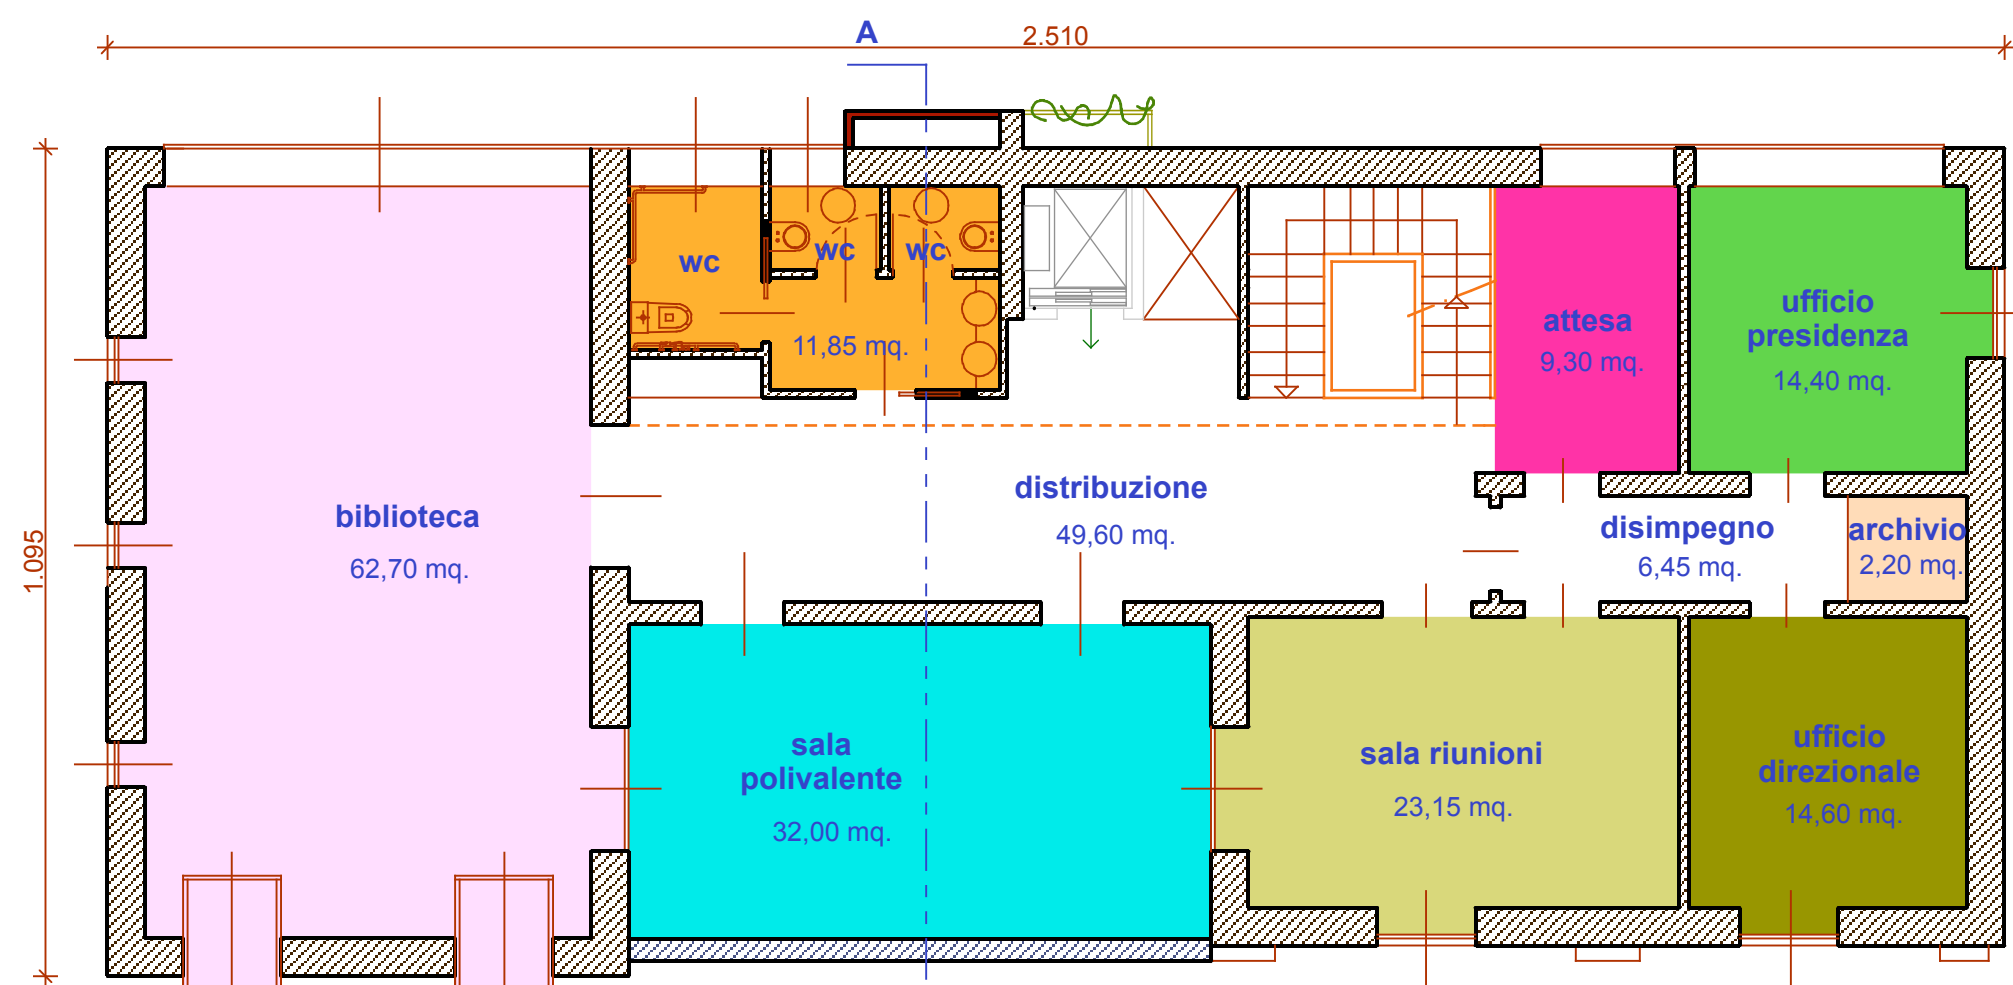 A
2.510
1.095
wc
wc
wc
11,85 mq.
attesa
9,30 mq.
ufficio
presidenza
14,40 mq.
biblioteca
62,70 mq.
distribuzione
49,60 mq.
disimpegno
6,45 mq.
archivio
2,20 mq.
sala
polivalente
32,00 mq.
sala riunioni
23,15 mq.
ufficio
direzionale
14,60 mq.